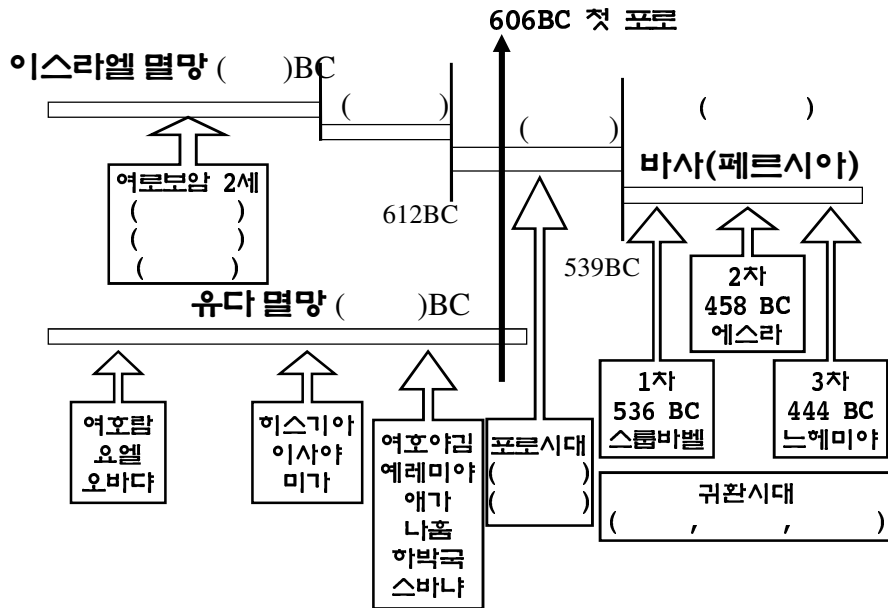 606BC 첫 포로
이스라엘 멸망 (      )BC
(        )
(        )
(        )
바사(페르시아)
여로보암 2세
(        )
(        )
(        )
612BC
539BC
유다 멸망 (      )BC
2차
458 BC
에스라
1차
536 BC
스룹바벨
3차
444 BC
느헤미야
여호람
요엘
오바댜
히스기야
이사야
미가
여호야김
예레미야
애가
나훔
하박국
스바냐
포로시대
(        )
(        )
귀환시대
(      ,      ,      )